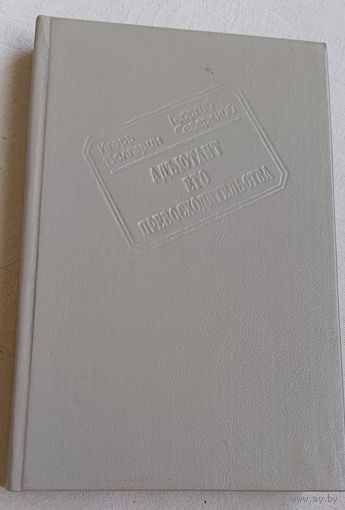 Игорь Болгарин
Георгий Северский
АДЪЮТАНТ
ЕГО
ПРЕВОСХОДИТЕЛЬСТВА
www.ay.by